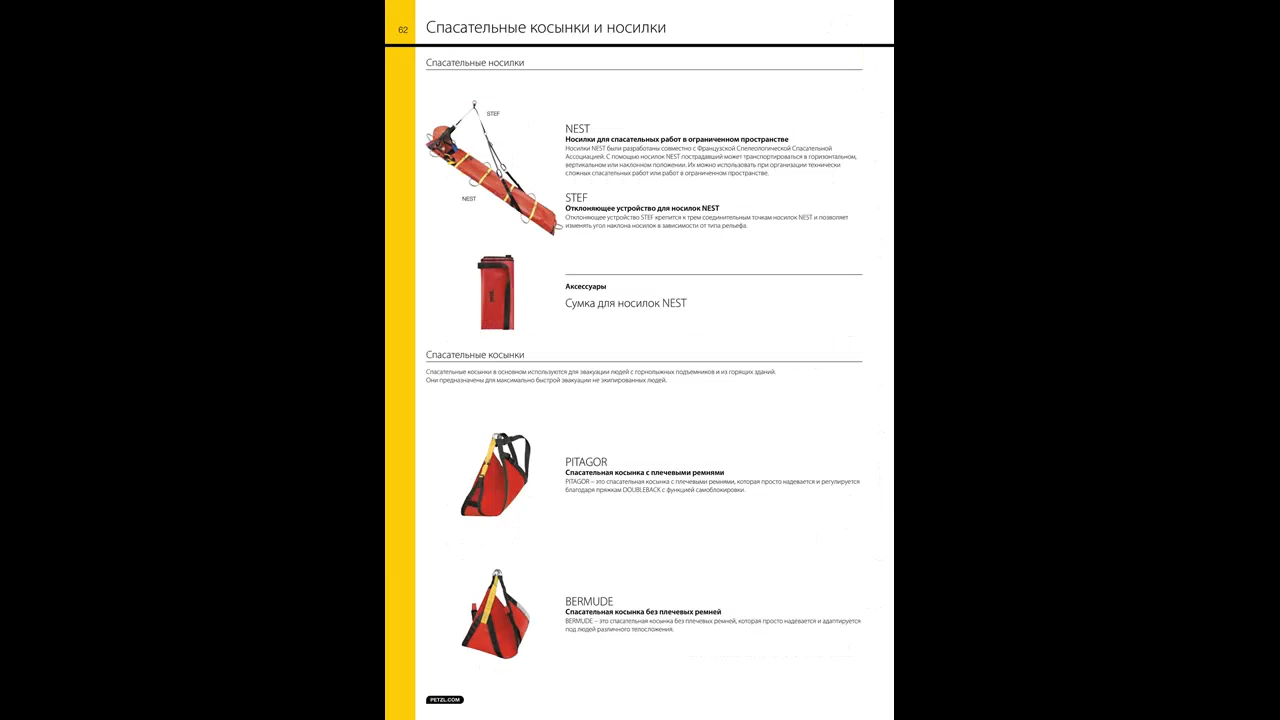 62
Спасательные косынки и носилки
Спасательные носилки
STEF
NEST
NEST
Носилки для спасательных работ в ограниченном пространстве
Носилки NEST были разработаны совместно с Французской Спелеологической Спасательной
Ассоциацией. С помощью носилок NEST пострадавший может транспортироваться в горизонтальном,
вертикальном или наклонном положении. Их можно использовать при организации технически
сложных спасательных работ или работ в ограниченном пространстве.
STEF
Отклоняющее устройство для носилок NEST
Отклоняющее устройство STEF крепится к трем соединительным точкам носилок NEST и позволяет
изменять угол наклона носилок в зависимости от типа рельефа.
Аксессуары
Сумка для носилок NEST
Спасательные косынки
Спасательные косынки в основном используются для эвакуации людей с горнолыжных подъемников и из горящих зданий.
Они предназначены для максимально быстрой эвакуации не экипированных людей.
PITAGOR
Спасательная косынка с плечевыми ремнями
PITAGOR – это спасательная косынка с плечевыми ремнями, которая просто надевается и регулируется
благодаря пряжкам DOUBLEBACK с функцией самоблокировки.
BERMUDE
Спасательная косынка без плечевых ремней
BERMUDE – это спасательная косынка без плечевых ремней, которая просто надевается и адаптируется
под людей различного телосложения.
PETZL.COM